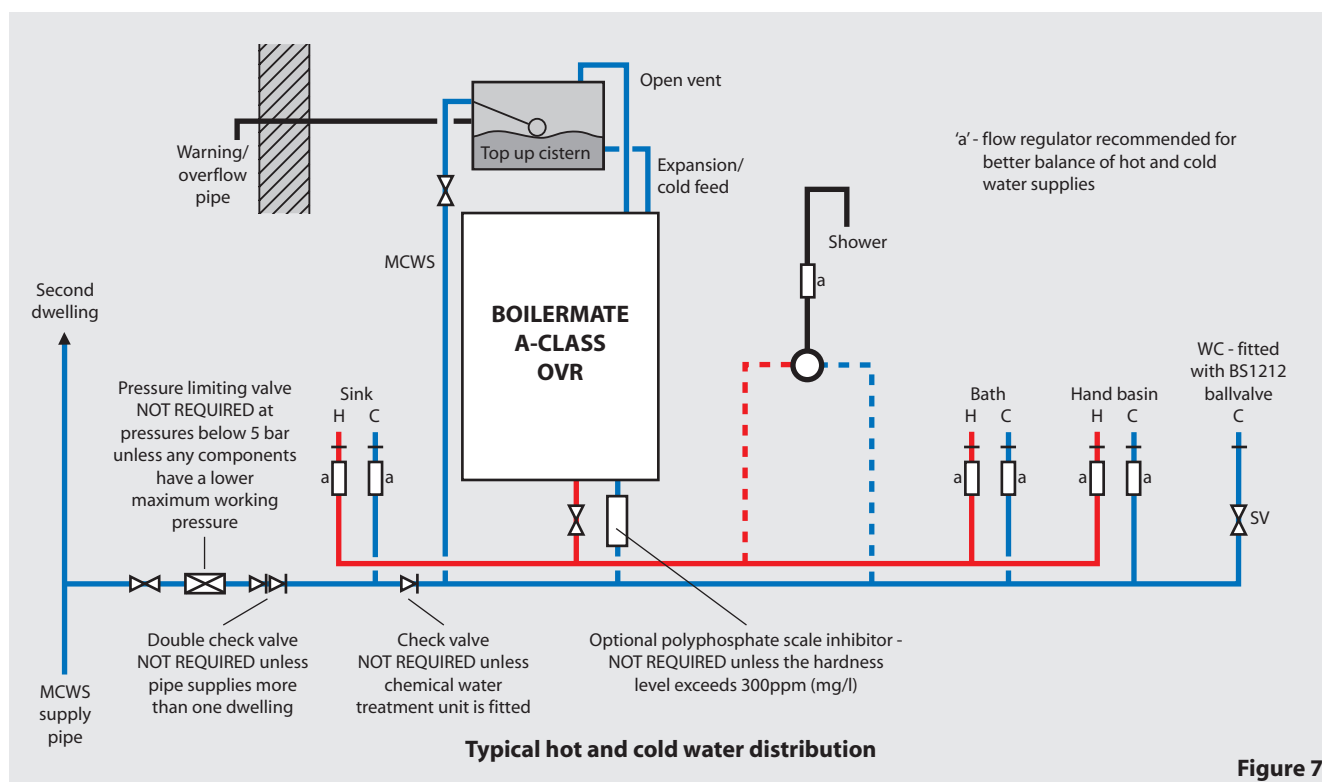 Open vent
Warning/
overflow
pipe
Top up cistern
Expansion/
cold feed
'a' - flow regulator recommended for
better balance of hot and cold
water supplies
MCWS
Shower
a
Second
dwelling
BOILERMATE
A-CLASS
OVR
Pressure limiting valve
NOT REQUIRED at
pressures below 5 bar
unless any components
have a lower
maximum working
pressure
Sink
H C
a a
Bath
H C
a a
Hand basin
H C
a a
WC - fitted
with BS1212
ballvalve
C
SV
MCWS
supply
pipe
Double check valve
NOT REQUIRED unless
pipe supplies more
than one dwelling
Check valve
NOT REQUIRED unless
chemical water
treatment unit is fitted
Optional polyphosphate scale inhibitor -
NOT REQUIRED unless the hardness
level exceeds 300ppm (mg/l)
Typical hot and cold water distribution
Figure 7